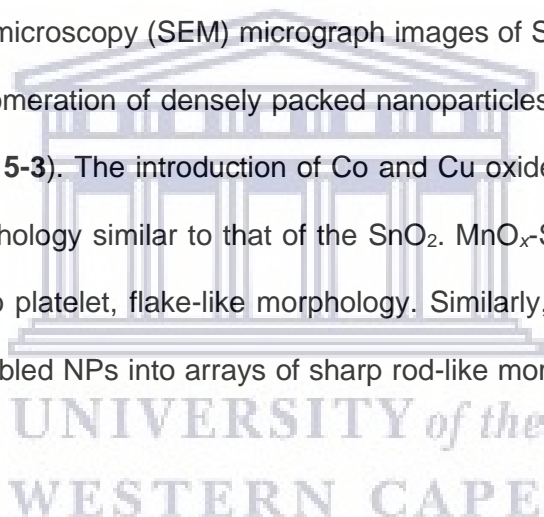 microscopy (SEM) micrograph images of S
omeration of densely packed nanoparticles
5-3). The introduction of Co and Cu oxide
hology similar to that of the SnO₂. MnOₓ-S
o platelet, flake-like morphology. Similarly,
bled NPs into arrays of sharp rod-like mor
UNIVERSITY of the
WESTERN CAPE